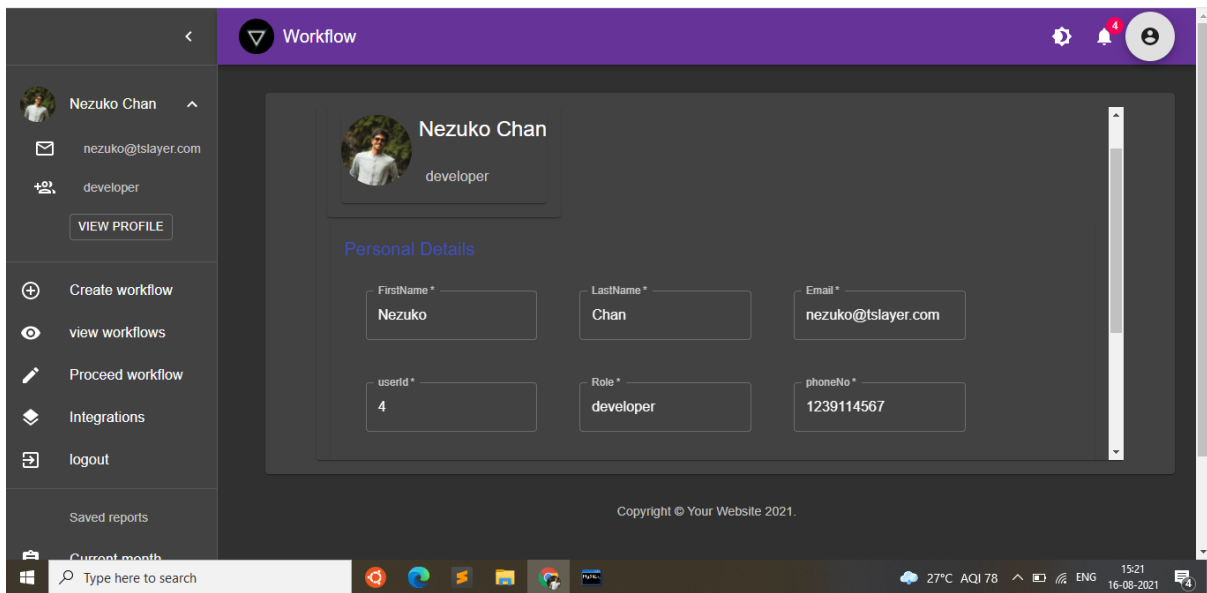 Workflow
4
Nezuko Chan
nezuko@tslayer.com
developer
VIEW PROFILE
Create workflow
view workflows
Proceed workflow
Integrations
logout
Saved reports
Current month
Nezuko Chan
developer
Personal Details
FirstName *
Nezuko
LastName *
Chan
Email *
nezuko@tslayer.com
userId *
4
Role *
developer
phoneNo *
1239114567
Copyright © Your Website 2021.
Type here to search
27°C AQI 78
ENG
15:21
16-08-2021
4